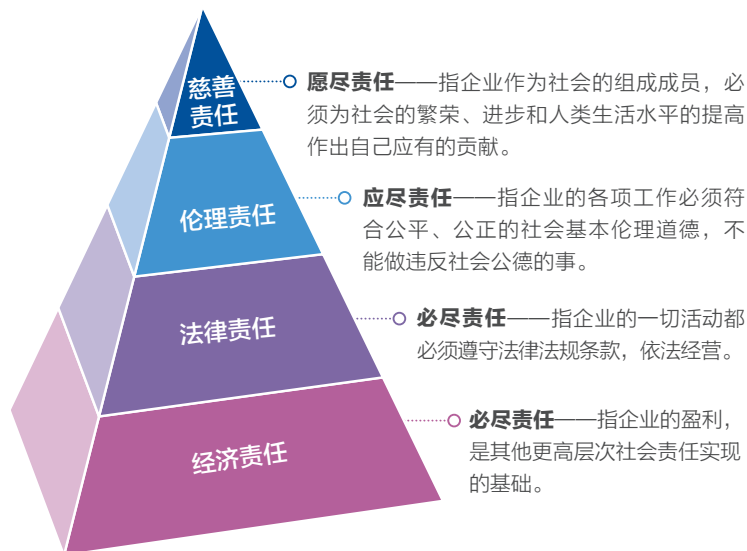 慈善
责任
愿尽责任——指企业作为社会的组成成员，必
须为社会的繁荣、进步和人类生活水平的提高
作出自己应有的贡献。
伦理责任
应尽责任——指企业的各项工作必须符
合公平、公正的社会基本伦理道德，不
能做违反社会公德的事。
法律责任
必尽责任——指企业的一切活动都
必须遵守法律法规条款，依法经营。
经济责任
必尽责任——指企业的盈利，
是其他更高层次社会责任实现
的基础。